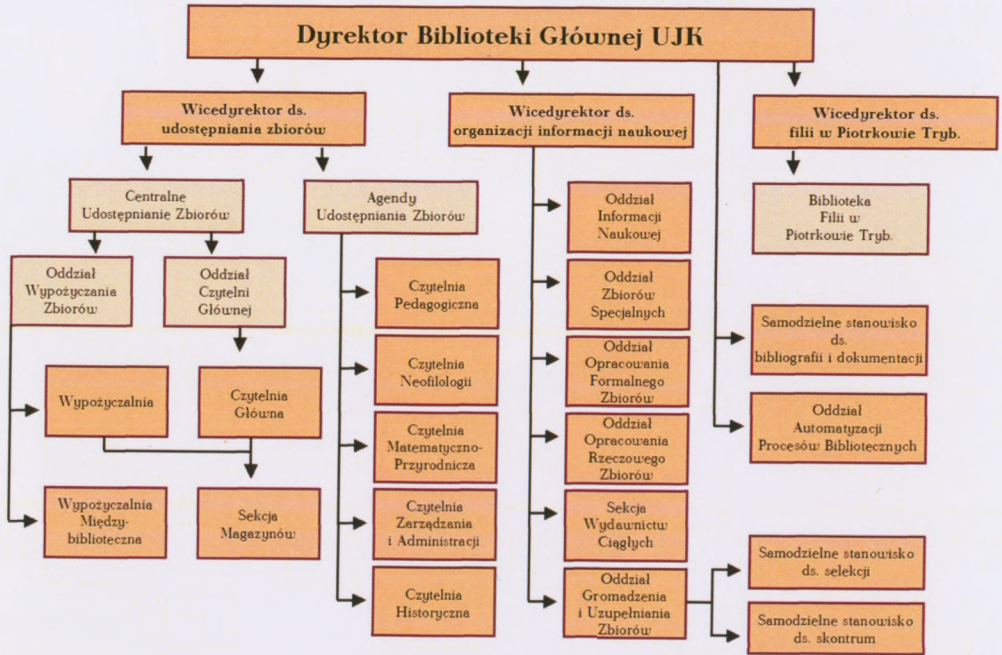 Dyrektor Biblioteki Głównej UJK
Wicedyrektor ds.
udostępniania zbiorów
Wicedyrektor ds.
organizacji informacji naukowej
Wicedyrektor ds.
filii w Piotrkowie Tryb.
Centralne
Udostępnianie Zbiorów
Agendy
Udostępniania Zbiorów
Oddział
Informacji
Naukowej
Biblioteka
Filii w
Piotrkowie Tryb.
Oddział
Wypożyczania
Zbiorów
Oddział
Czytelni
Głównej
Czytelnia
Pedagogiczna
Oddział
Zbiorów
Specjalnych
Samodzielne stanowisko
ds.
bibliografii i dokumentacji
Wypożyczalnia
Czytelnia
Główna
Czytelnia
Neofilologii
Oddział
Opracowania
Formalnego
Zbiorów
Oddział
Automatyzacji
Procesów Bibliotecznych
Czytelnia
Matematyczno-
Przyrodnicza
Oddział
Opracowania
Rzeczowego
Zbiorów
Wypożyczalnia
Między-
biblioteczna
Sekcja
Magazynów
Czytelnia
Zarządzania
i Administracji
Sekcja
Wydawnictw
Ciągłych
Samodzielne stanowisko
ds. selekcji
Czytelnia
Historyczna
Oddział
Gromadzenia
i Uzupełniania
Zbiorów
Samodzielne stanowisko
ds. skontrum